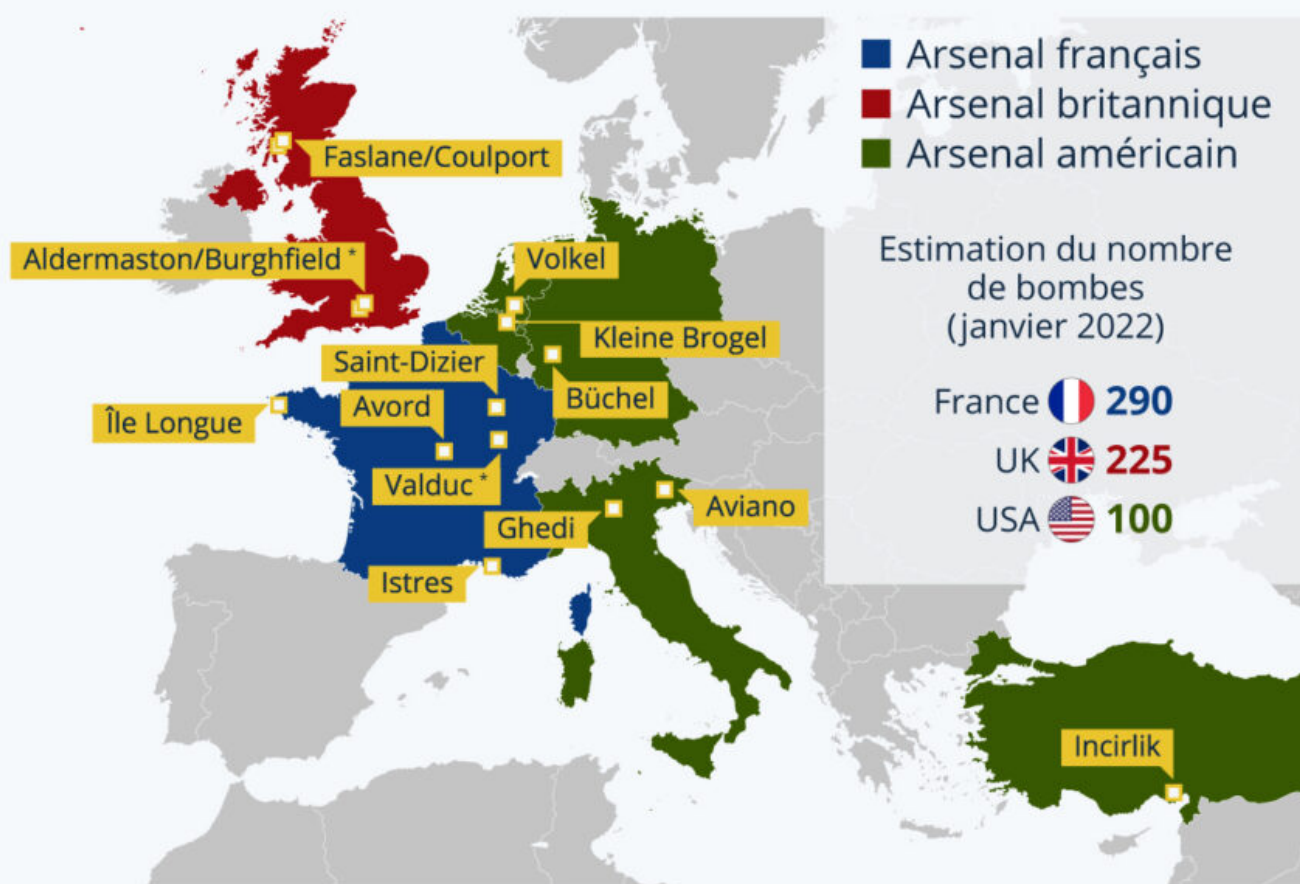 Arsenal français
Arsenal britannique
Arsenal américain
Estimation du nombre
de bombes
(janvier 2022)
France 290
UK 225
USA 100
Faslane/Coulport
Aldermaston/Burghfield *
Volkel
Kleine Brogel
Saint-Dizier
Büchel
Avord
Île Longue
Valduc *
Aviano
Ghedi
Istres
Incirlik